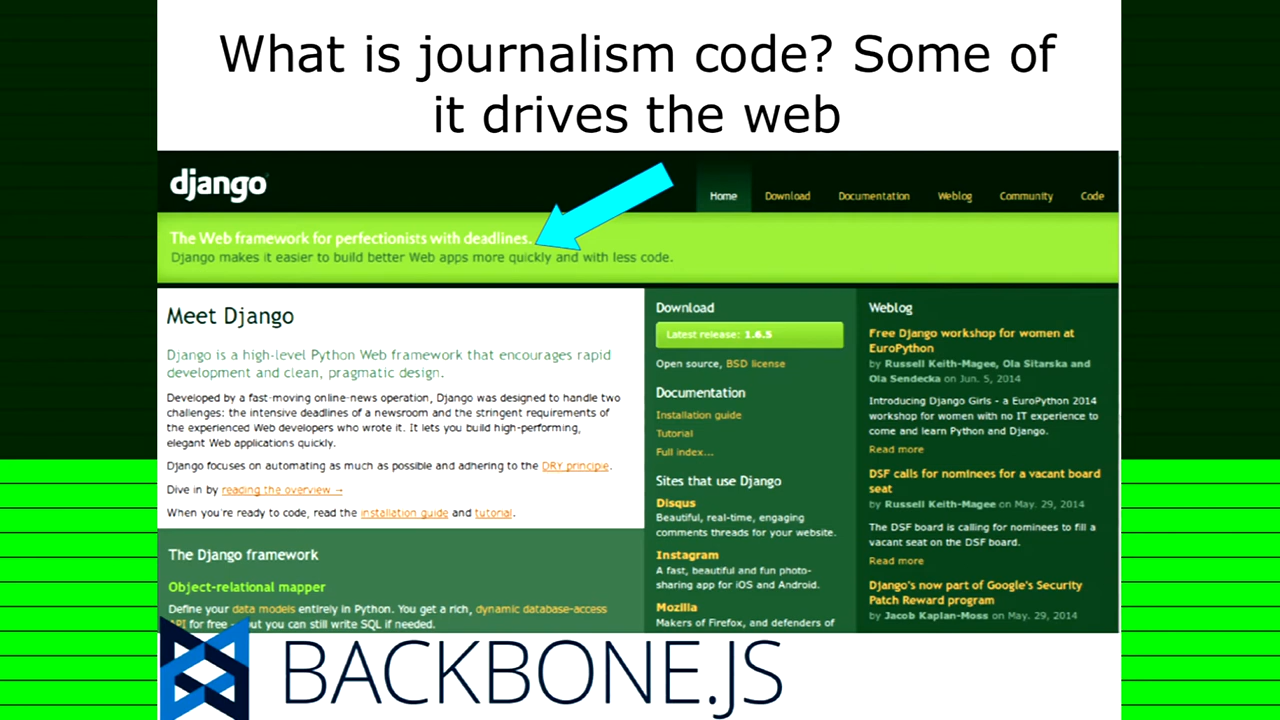 What is journalism code? Some of
it drives the web
django
Home
Download
Documentation
Weblog
Community
Code
The Web framework for perfectionists with deadlines.
Django makes it easier to build better Web apps more quickly and with less code.
Meet Django
Django is a high-level Python Web framework that encourages rapid
development and clean, pragmatic design.
Developed by a fast-moving online-news operation, Django was designed to handle two
challenges: the intensive deadlines of a newsroom and the stringent requirements of
the experienced Web developers who wrote it. It lets you build high-performing,
elegant Web applications quickly.
Django focuses on automating as much as possible and adhering to the DRY principle.
Dive in by reading the overview →
When you're ready to code, read the installation guide and tutorial.
The Django framework
Object-relational mapper
Define your data models entirely in Python. You get a rich, dynamic database-access
API for free — but you can still write SQL if needed.
Download
Latest release: 1.6.5
Open source, BSD license
Documentation
Installation guide
Tutorial
Full index...
Sites that use Django
Disqus
Beautiful, real-time, engaging
comments threads for your website.
Instagram
A fast, beautiful and fun photo-
sharing app for iOS and Android.
Mozilla
Makers of Firefox, and defenders of
Weblog
Free Django workshop for women at
EuroPython
by Russell Keith-Magee, Ola Sitarska and
Ola Sendecka on Jun. 5, 2014
Introducing Django Girls - a EuroPython 2014
workshop for women with no IT experience to
come and learn Python and Django.
Read more
DSF calls for nominees for a vacant board
seat
by Russell Keith-Magee on May. 29, 2014
The DSF board is calling for nominees to fill a
vacant seat on the DSF board.
Read more
Django's now part of Google's Security
Patch Reward program
by Jacob Kaplan-Moss on May. 29, 2014
BACKBONE.JS